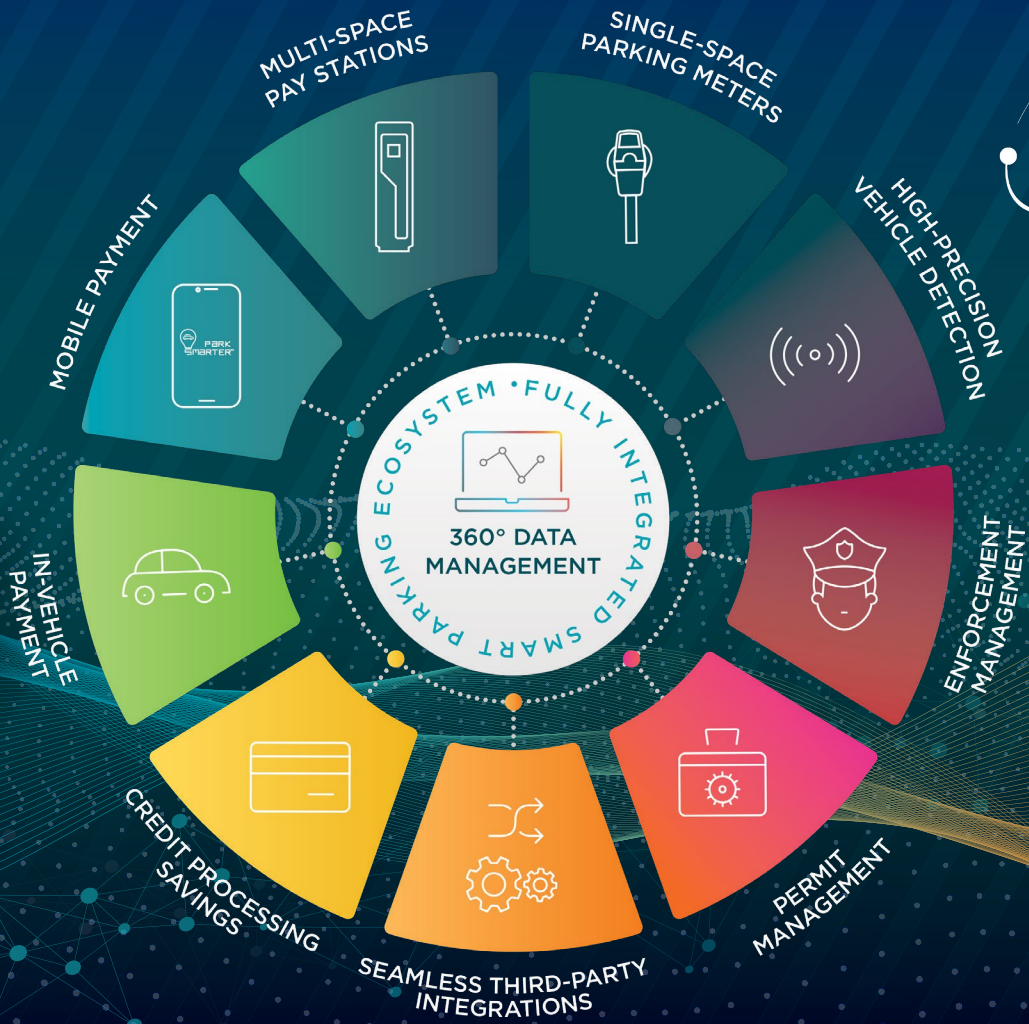 MULTI-SPACE
PAY STATIONS
SINGLE-SPACE
PARKING METERS
HIGH-PRECISION
VEHICLE DETECTION
ENFORCEMENT
MANAGEMENT
PERMIT
MANAGEMENT
SEAMLESS THIRD-PARTY
INTEGRATIONS
CREDIT PROCESSING
SAVINGS
IN-VEHICLE
PAYMENT
MOBILE PAYMENT
PARK
SMARTER™
• FULLY INTEGRATED SMART PARKING ECOSYSTEM
360° DATA
MANAGEMENT